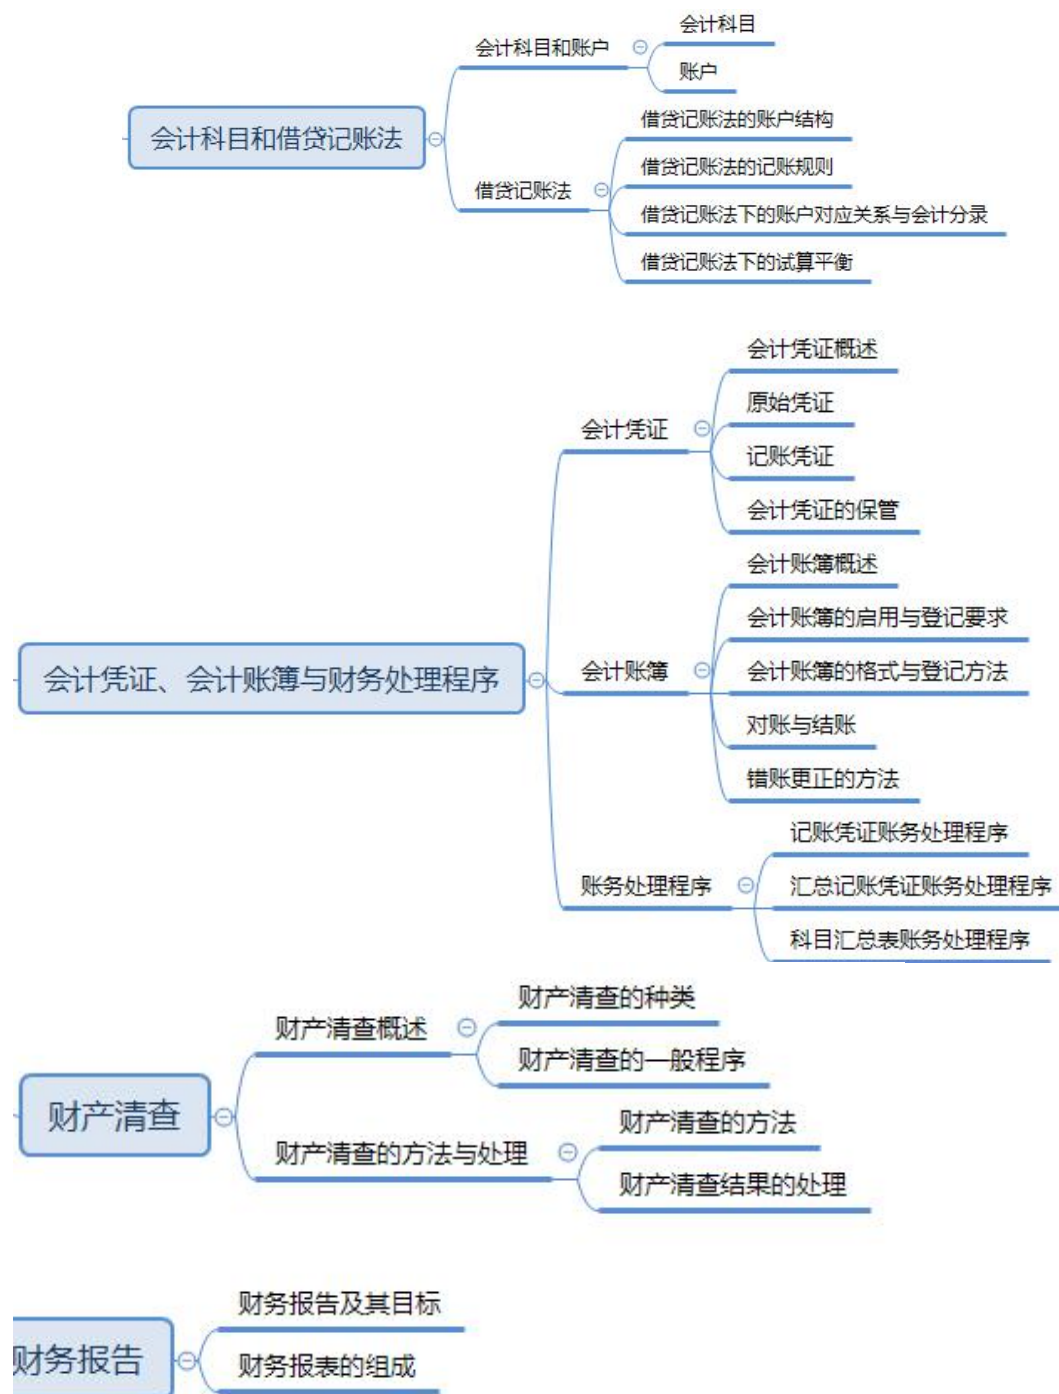 会计科目和借贷记账法
会计科目和账户
会计科目
账户
借贷记账法
借贷记账法的账户结构
借贷记账法的记账规则
借贷记账法下的账户对应关系与会计分录
借贷记账法下的试算平衡
会计凭证、会计账簿与财务处理程序
会计凭证
会计凭证概述
原始凭证
记账凭证
会计凭证的保管
会计账簿
会计账簿概述
会计账簿的启用与登记要求
会计账簿的格式与登记方法
对账与结账
错账更正的方法
账务处理程序
记账凭证账务处理程序
汇总记账凭证账务处理程序
科目汇总表账务处理程序
财产清查
财产清查概述
财产清查的种类
财产清查的一般程序
财产清查的方法与处理
财产清查的方法
财产清查结果的处理
财务报告
财务报告及其目标
财务报表的组成